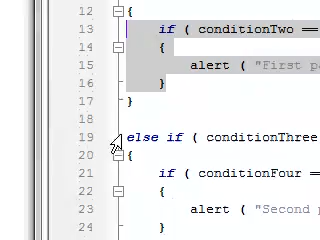 12 {
13 if ( conditionTwo ==
14 {
15 alert ( "First p
16 }
17 }
18
19 else if ( conditionThree
20 {
21 if ( conditionFour ==
22 {
23 alert ( "Second p
24 }